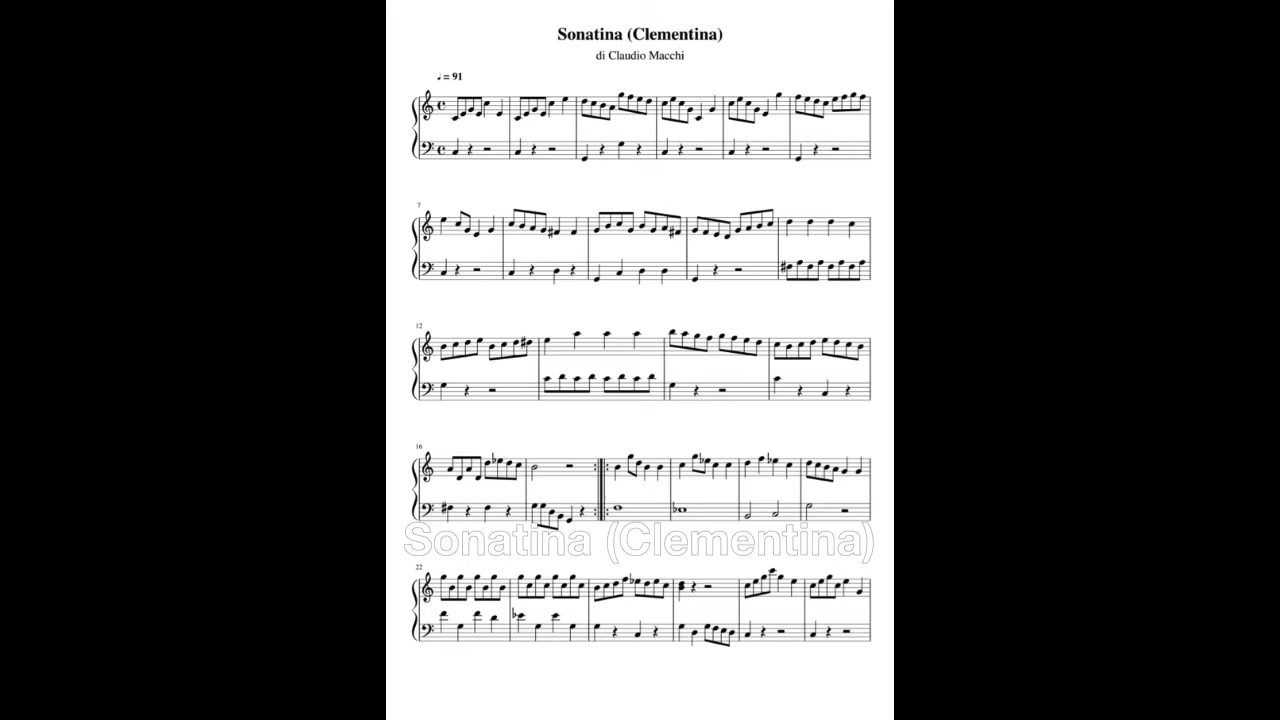 Sonatina (Clementina)
di Claudio Macchi
♩ = 91
7
12
16
Sonatina (Clementina)
22